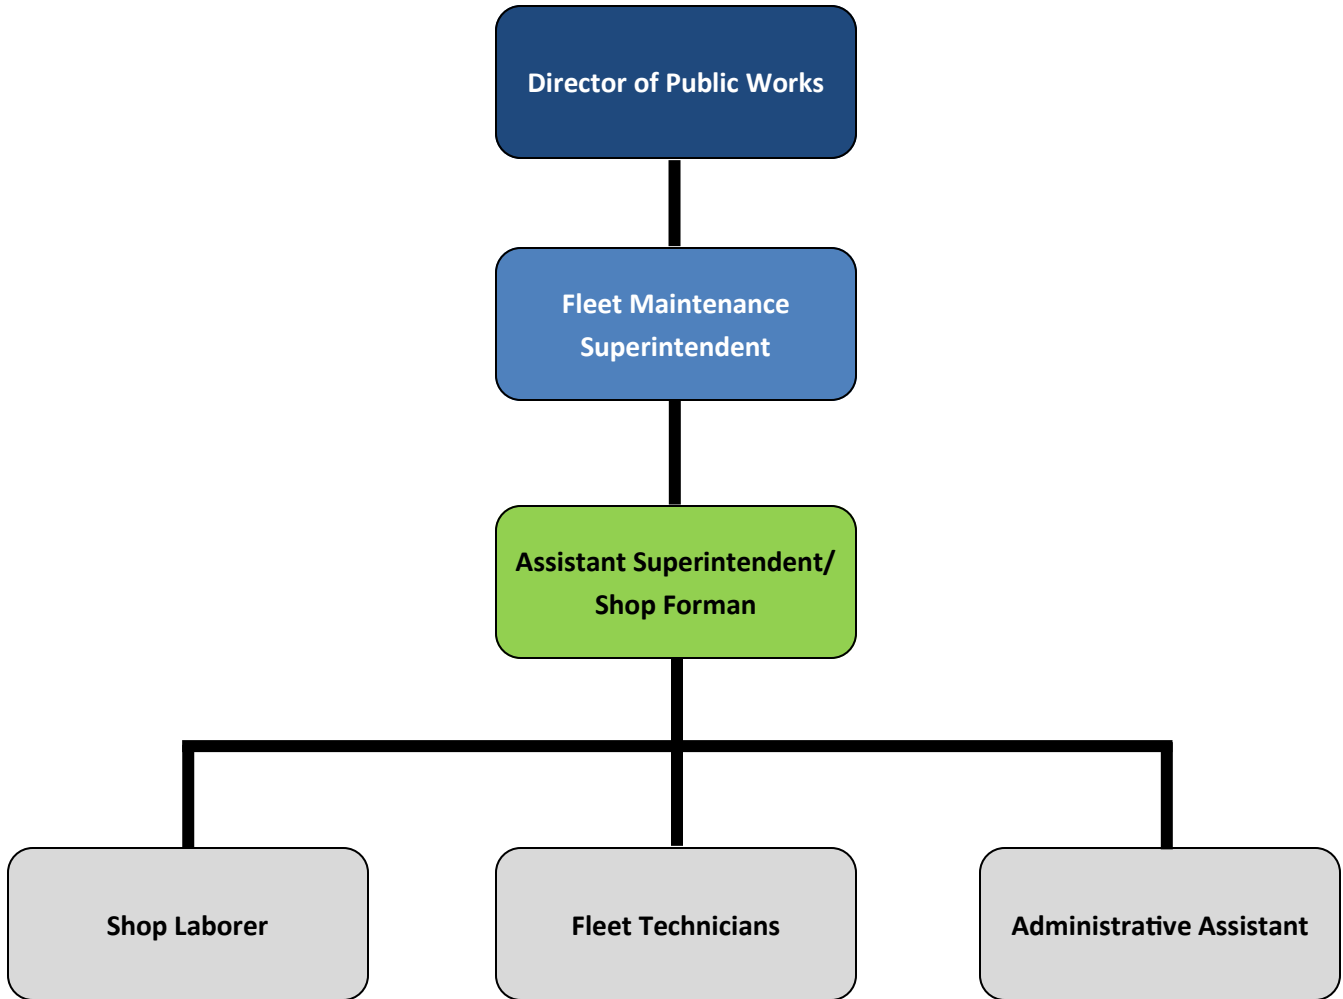 Director of Public Works
Fleet Maintenance
Superintendent
Assistant Superintendent/
Shop Forman
Shop Laborer
Fleet Technicians
Administrative Assistant